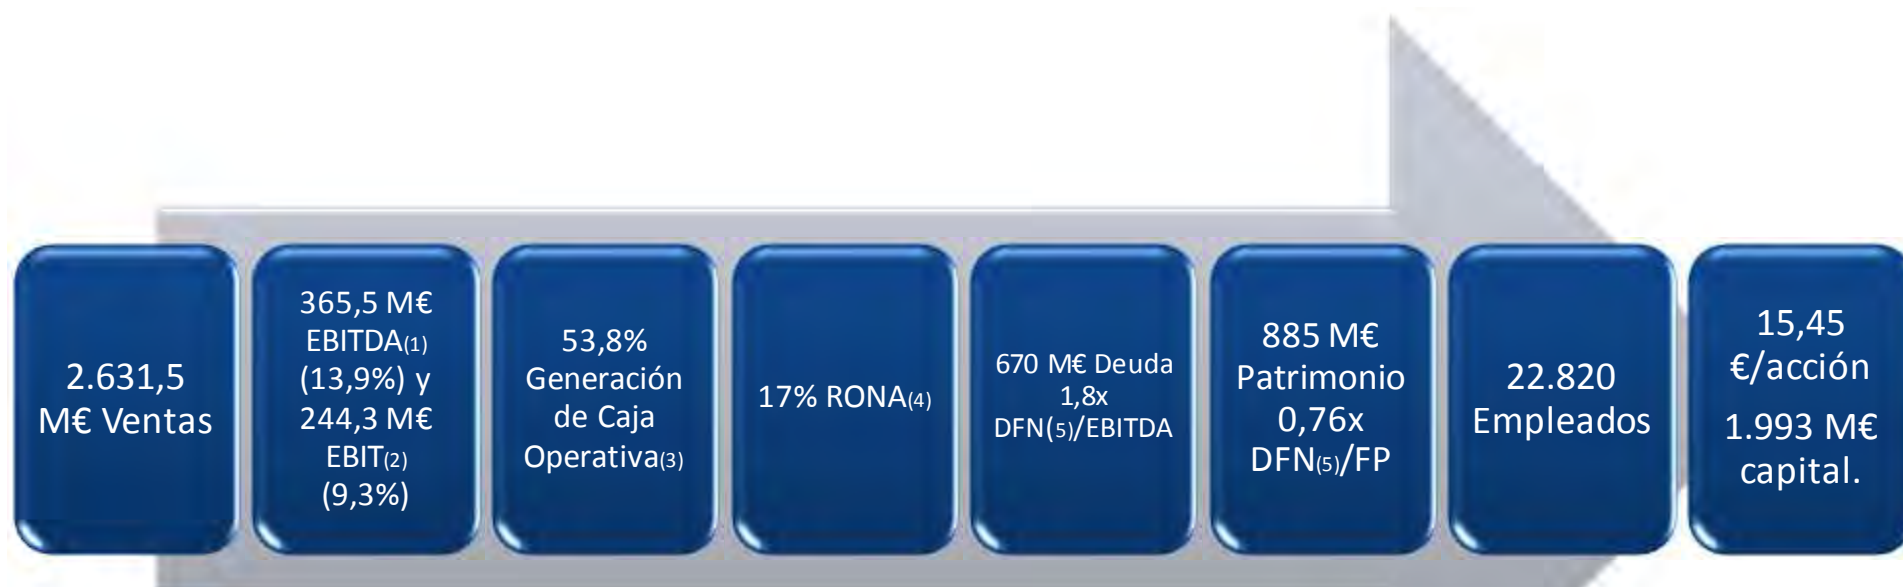 2.631,5
M€ Ventas
365,5 M€
EBITDA(1)
(13,9%) y
244,3 M€
EBIT(2)
(9,3%)
53,8%
Generación
de Caja
Operativa(3)
17% RONA(4)
670 M€ Deuda
1,8x
DFN(5)/EBITDA
885 M€
Patrimonio
0,76x
DFN(5)/FP
22.820
Empleados
15,45
€/acción
1.993 M€
capital.